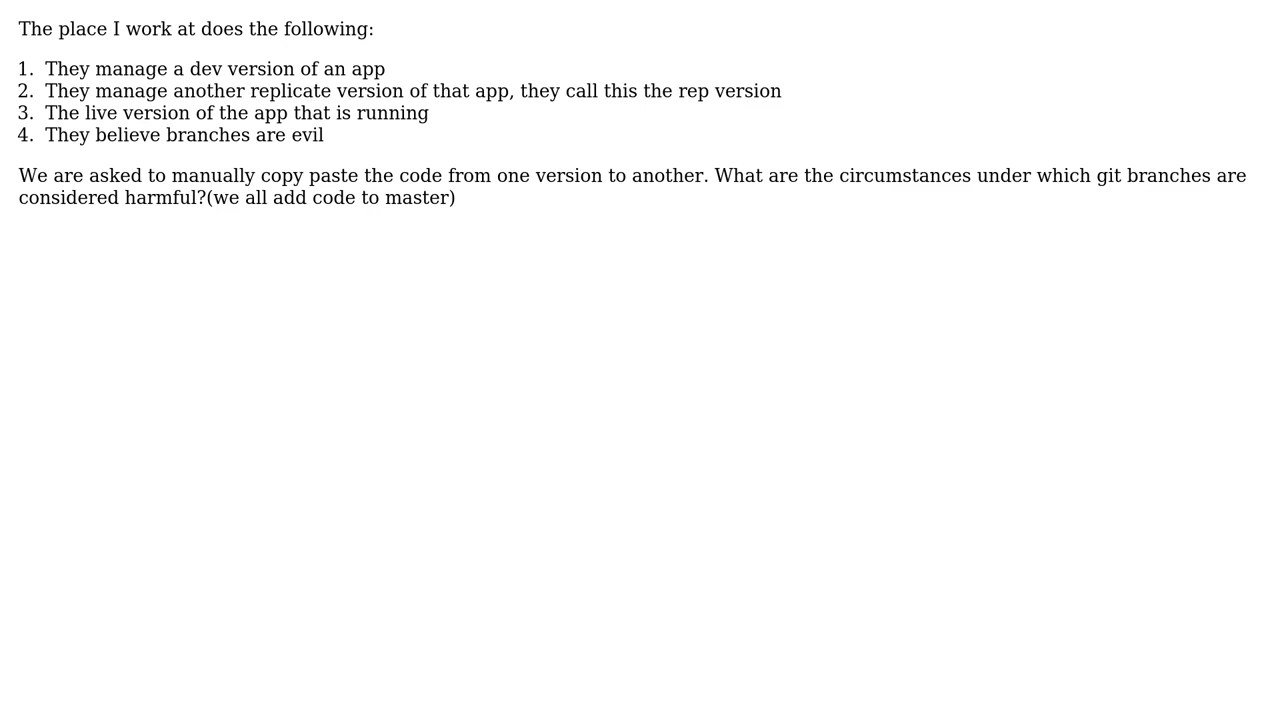 The place I work at does the following:
1. They manage a dev version of an app
2. They manage another replicate version of that app, they call this the rep version
3. The live version of the app that is running
4. They believe branches are evil
We are asked to manually copy paste the code from one version to another. What are the circumstances under which git branches are
considered harmful?(we all add code to master)